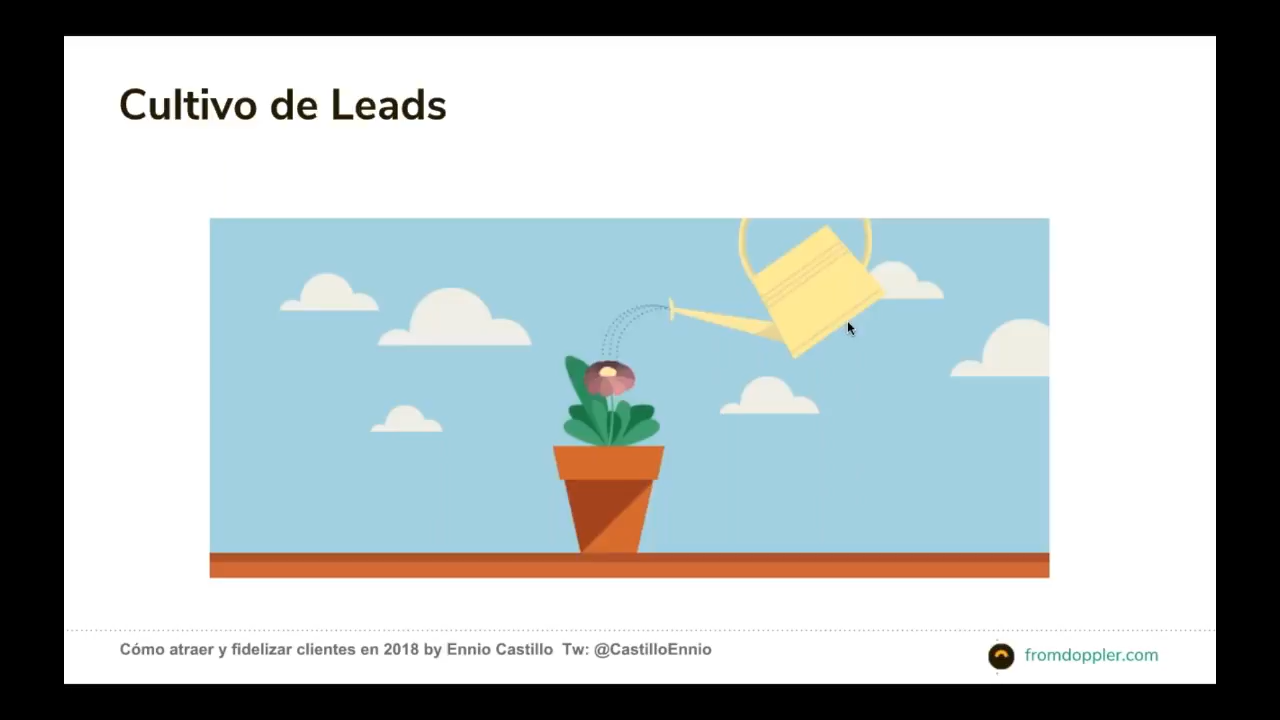 Cultivo de Leads
Cómo atraer y fidelizar clientes en 2018 by Ennio Castillo  Tw: @CastilloEnnio
fromdoppler.com